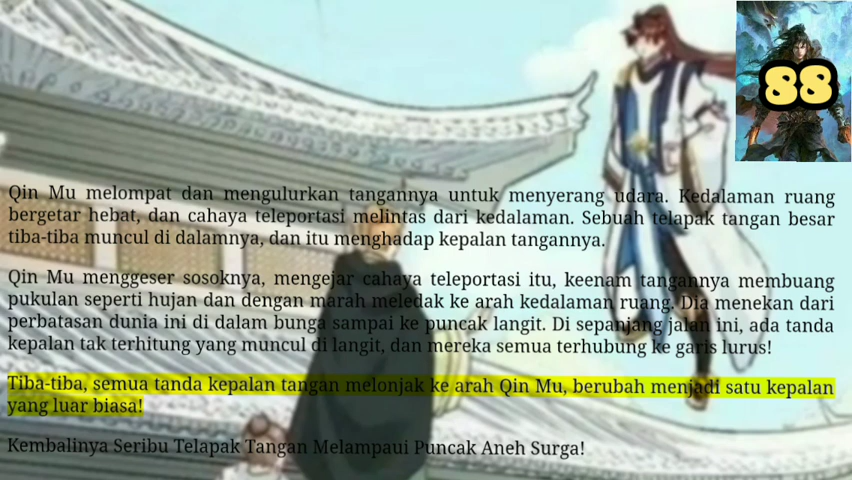 88
Qin Mu melompat dan mengulurkan tangannya untuk menyerang udara. Kedalaman ruang
bergetar hebat, dan cahaya teleportasi melintas dari kedalaman. Sebuah telapak tangan besar
tiba-tiba muncul di dalamnya, dan itu menghadap kepalan tangannya.
Qin Mu menggeser sosoknya, mengejar cahaya teleportasi itu, keenam tangannya membuang
pukulan seperti hujan dan dengan marah meledak ke arah kedalaman ruang. Dia menekan dari
perbatasan dunia ini di dalam bunga sampai ke puncak langit. Di sepanjang jalan ini, ada tanda
kepalan tak terhitung yang muncul di langit, dan mereka semua terhubung ke garis lurus!
Tiba-tiba, semua tanda kepalan tangan melonjak ke arah Qin Mu, berubah menjadi satu kepalan
yang luar biasa!
Kembalinya Seribu Telapak Tangan Melampaui Puncak Aneh Surga!